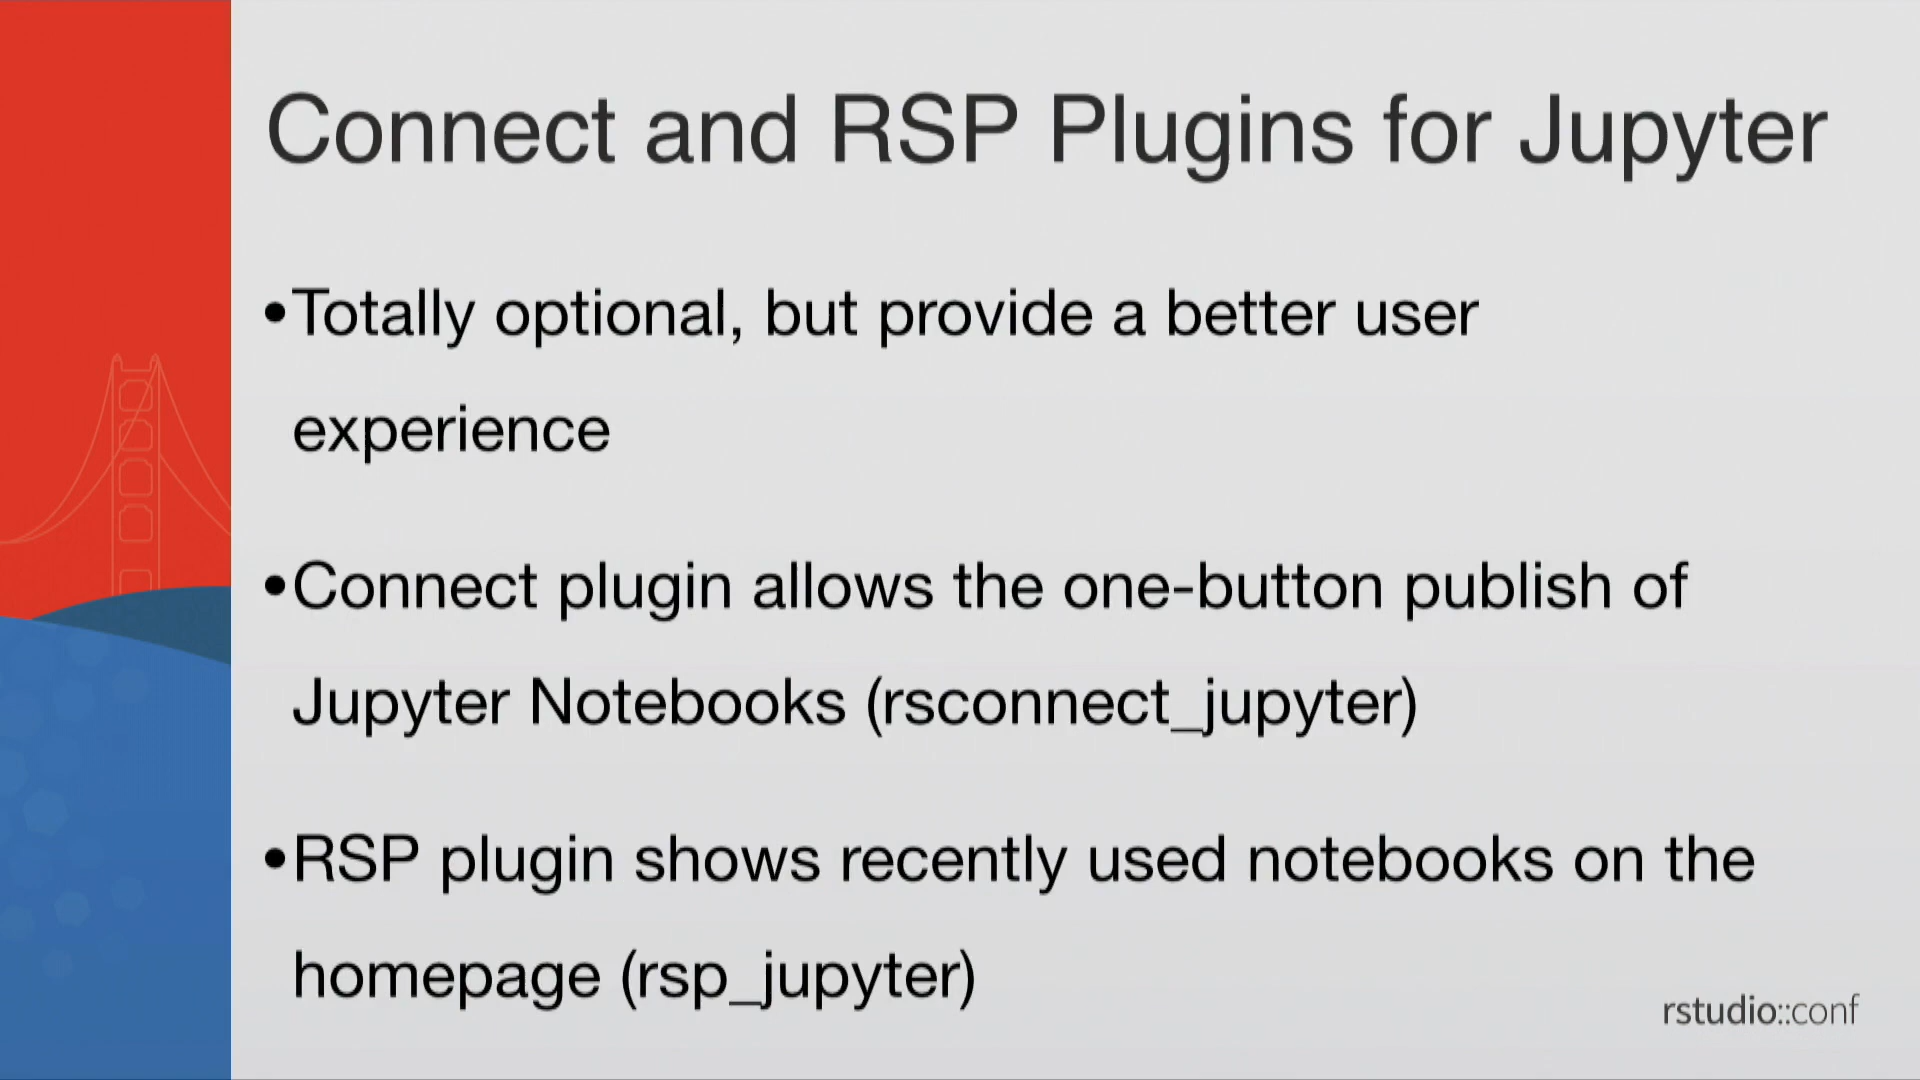 Connect and RSP Plugins for Jupyter
•Totally optional, but provide a better user
experience
•Connect plugin allows the one-button publish of
Jupyter Notebooks (rsconnect_jupyter)
•RSP plugin shows recently used notebooks on the
homepage (rsp_jupyter)
rstudio::conf